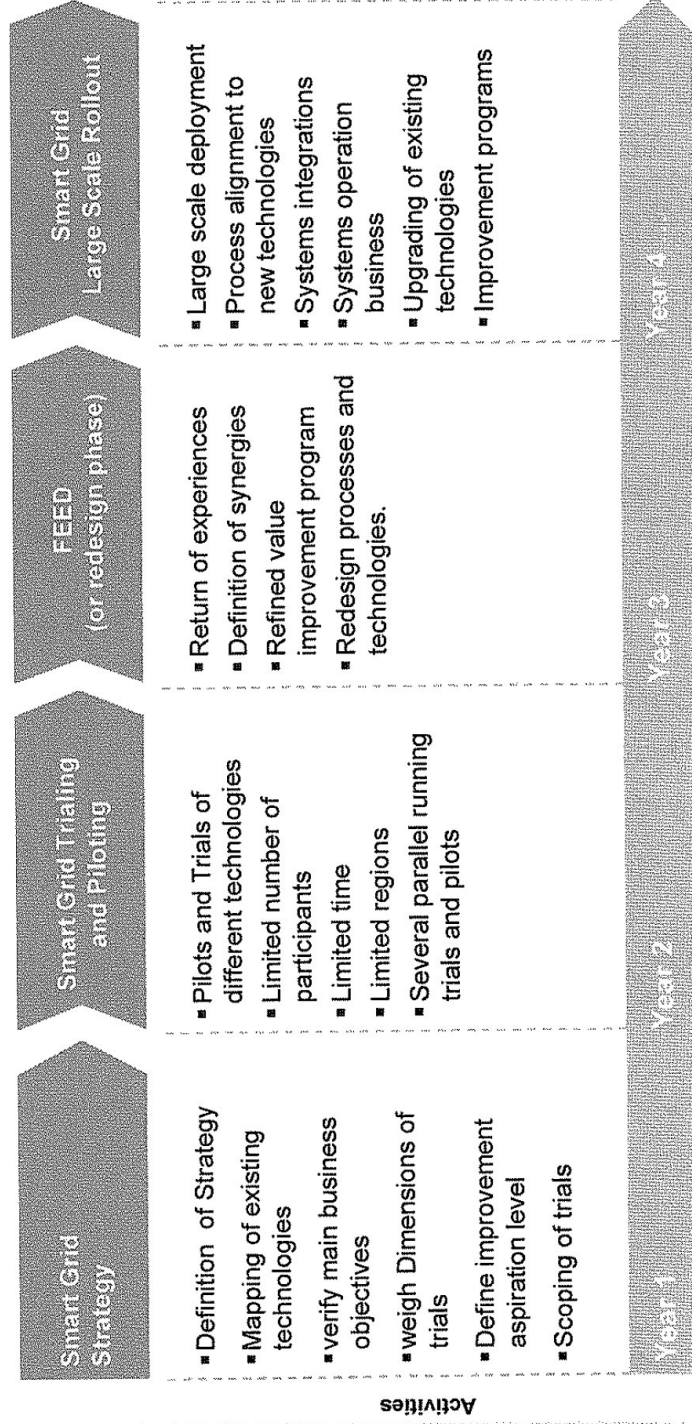 Activities
Smart Grid
Strategy
■ Definition of Strategy
■ Mapping of existing
technologies
■ verify main business
objectives
■ weigh Dimensions of
trials
■ Define improvement
aspiration level
■ Scoping of trials
Smart Grid Trialing
and Piloting
■ Pilots and Trials of
different technologies
■ Limited number of
participants
■ Limited time
■ Limited regions
■ Several parallel running
trials and pilots
FEED
(or redesign phase)
■ Return of experiences
■ Definition of synergies
■ Refined value
improvement program
■ Redesign processes and
technologies.
Smart Grid
Large Scale Rollout
■ Large scale deployment
■ Process alignment to
new technologies
■ Systems integrations
■ Systems operation
business
■ Upgrading of existing
technologies
■ Improvement programs
Year 1
Year 2
Year 3
Year 4 ...